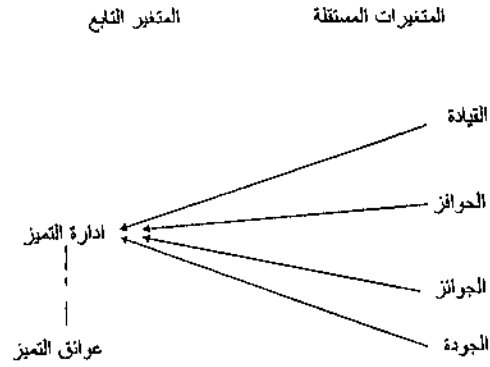 المتغيرات المستقلة
المتغير التابع
القيادة
الحوافز
ادارة التميز
الجوائز
الجودة
عوائق التميز